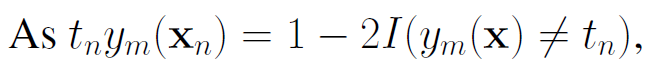 As tₙyₘ(𝐱ₙ) = 1 − 2I(yₘ(𝐱) ≠ tₙ),